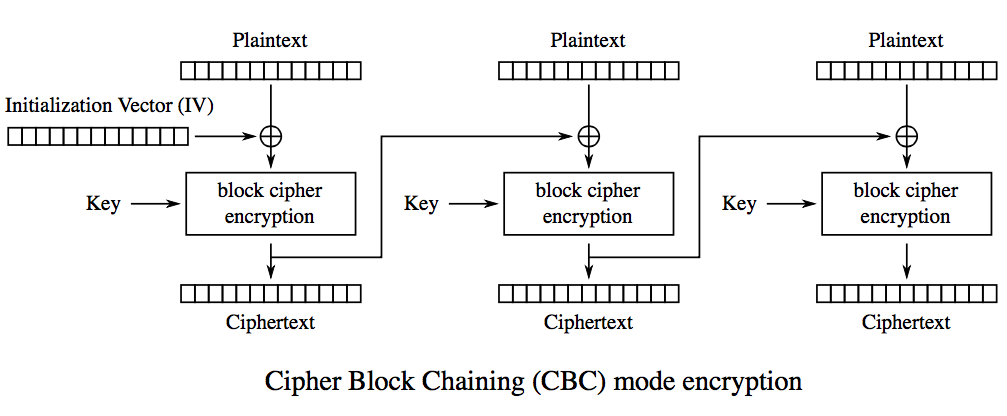 Plaintext
Plaintext
Plaintext
Initialization Vector (IV)
Key
block cipher
encryption
Key
block cipher
encryption
Key
block cipher
encryption
Ciphertext
Ciphertext
Ciphertext
Cipher Block Chaining (CBC) mode encryption